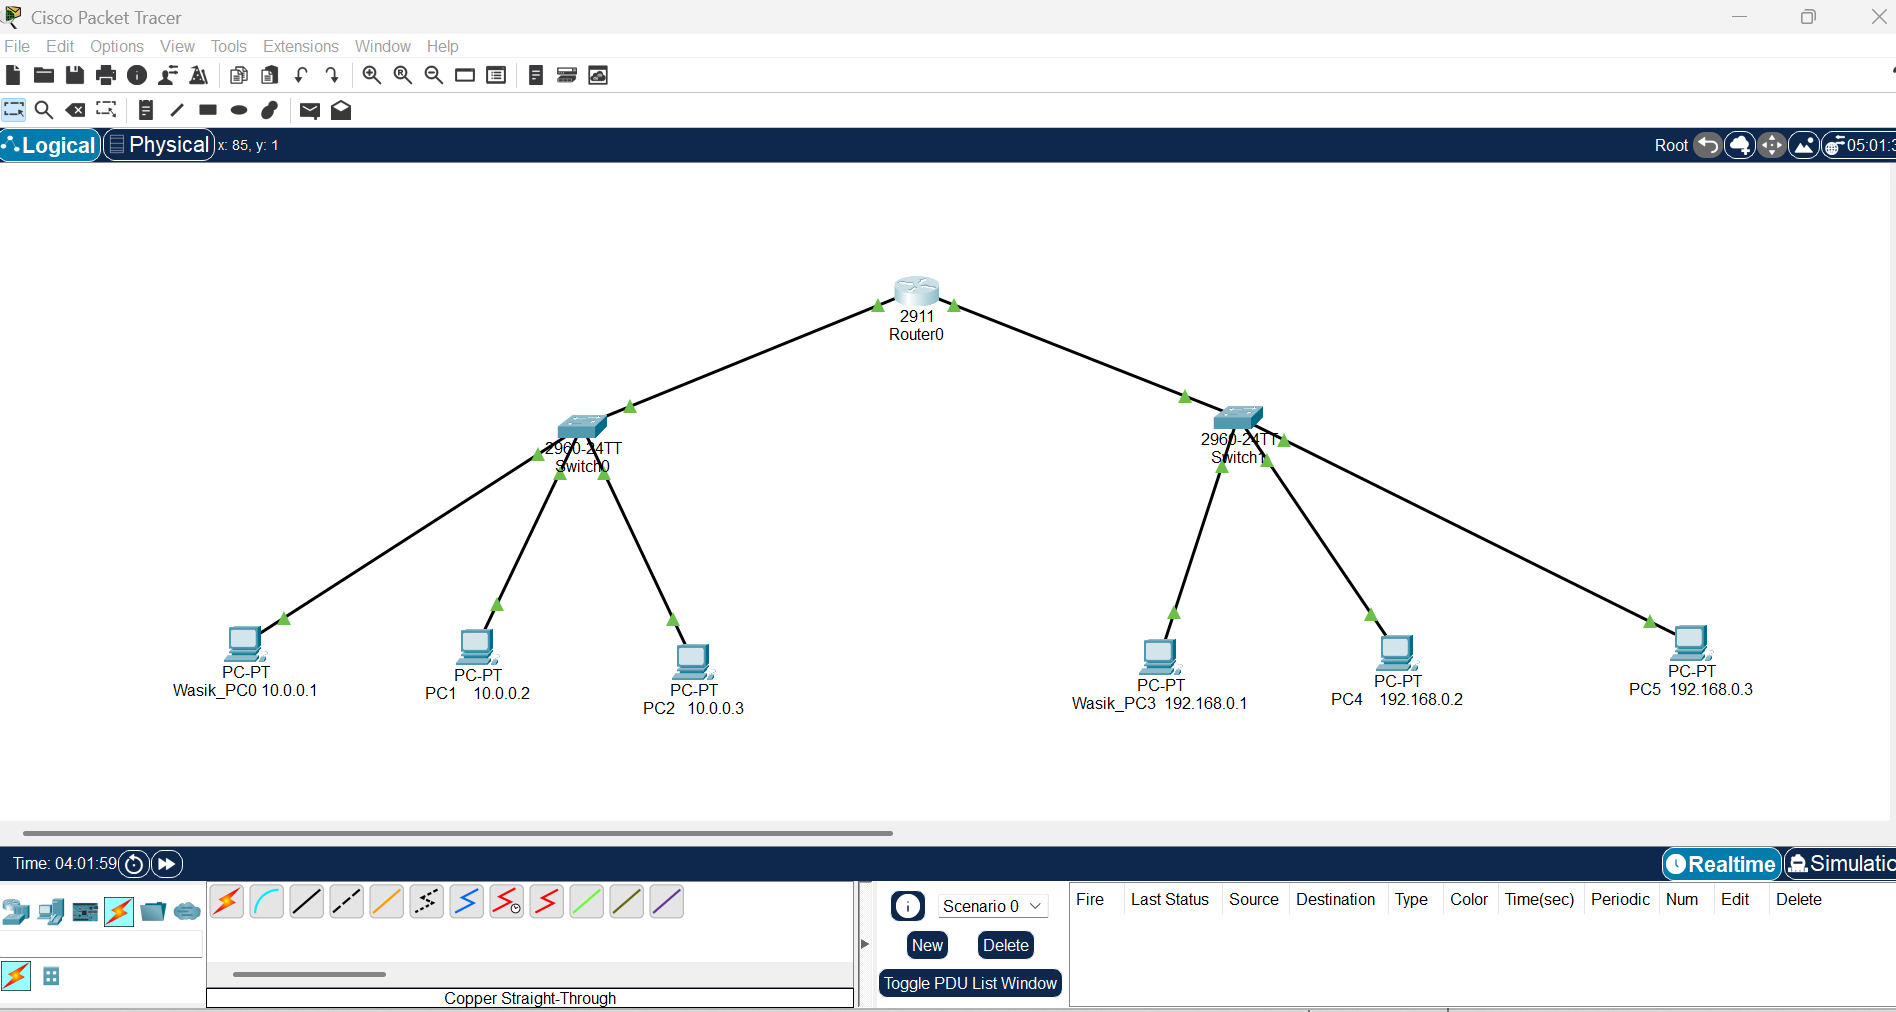 Cisco Packet Tracer
File Edit Options View Tools Extensions Window Help
Logical Physical x: 85, y: 1 Root 05:01:3
2911
Router0
2960-24TT
Switch0
2960-24TT
Switch1
PC-PT
Wasik_PC0 10.0.0.1
PC-PT
PC1 10.0.0.2
PC-PT
PC2 10.0.0.3
PC-PT
Wasik_PC3 192.168.0.1
PC-PT
PC4 192.168.0.2
PC-PT
PC5 192.168.0.3
Time: 04:01:59 Realtime Simulatio
Scenario 0
New Delete
Toggle PDU List Window
Fire Last Status Source Destination Type Color Time(sec) Periodic Num Edit Delete
Copper Straight-Through